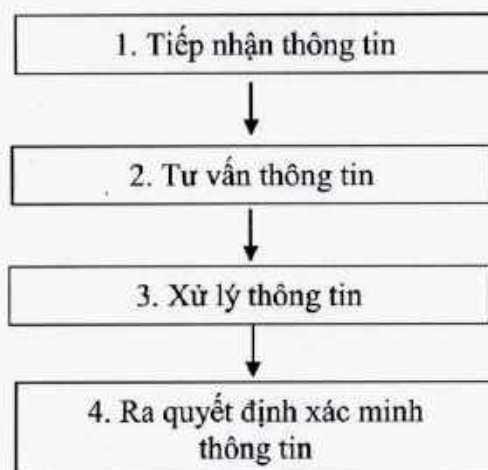 1. Tiếp nhận thông tin
2. Tư vấn thông tin
3. Xử lý thông tin
4. Ra quyết định xác minh
thông tin